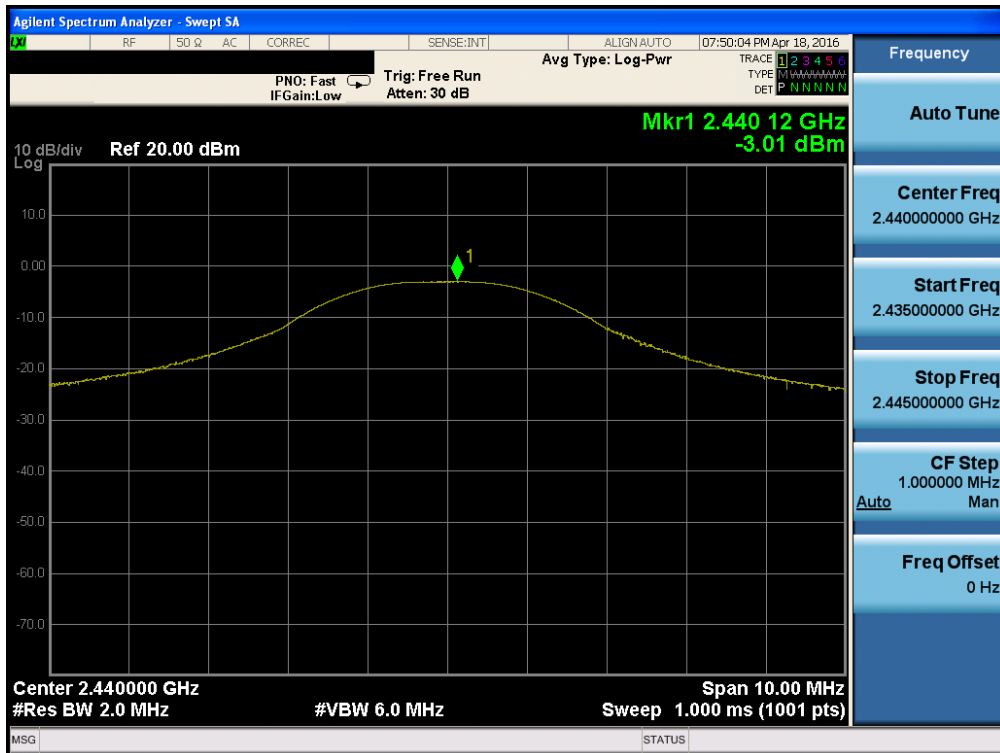 Agilent Spectrum Analyzer - Swept SA
LXI RF 50 Ω AC CORREC SENSE:INT ALIGN AUTO 07:50:04 PM Apr 18, 2016
Frequency
PNO: Fast
IFGain:Low
Trig: Free Run
Atten: 30 dB
Avg Type: Log-Pwr
TRACE 1 2 3 4 5 6
TYPE M
DET P N N N N N
Auto Tune
Mkr1 2.440 12 GHz
-3.01 dBm
10 dB/div Ref 20.00 dBm
Log
10.0
0.00
-10.0
-20.0
-30.0
-40.0
-50.0
-60.0
-70.0
1
Center Freq
2.440000000 GHz
Start Freq
2.435000000 GHz
Stop Freq
2.445000000 GHz
CF Step
1.000000 MHz
Auto Man
Freq Offset
0 Hz
Center 2.440000 GHz Span 10.00 MHz
#Res BW 2.0 MHz #VBW 6.0 MHz Sweep 1.000 ms (1001 pts)
MSG STATUS